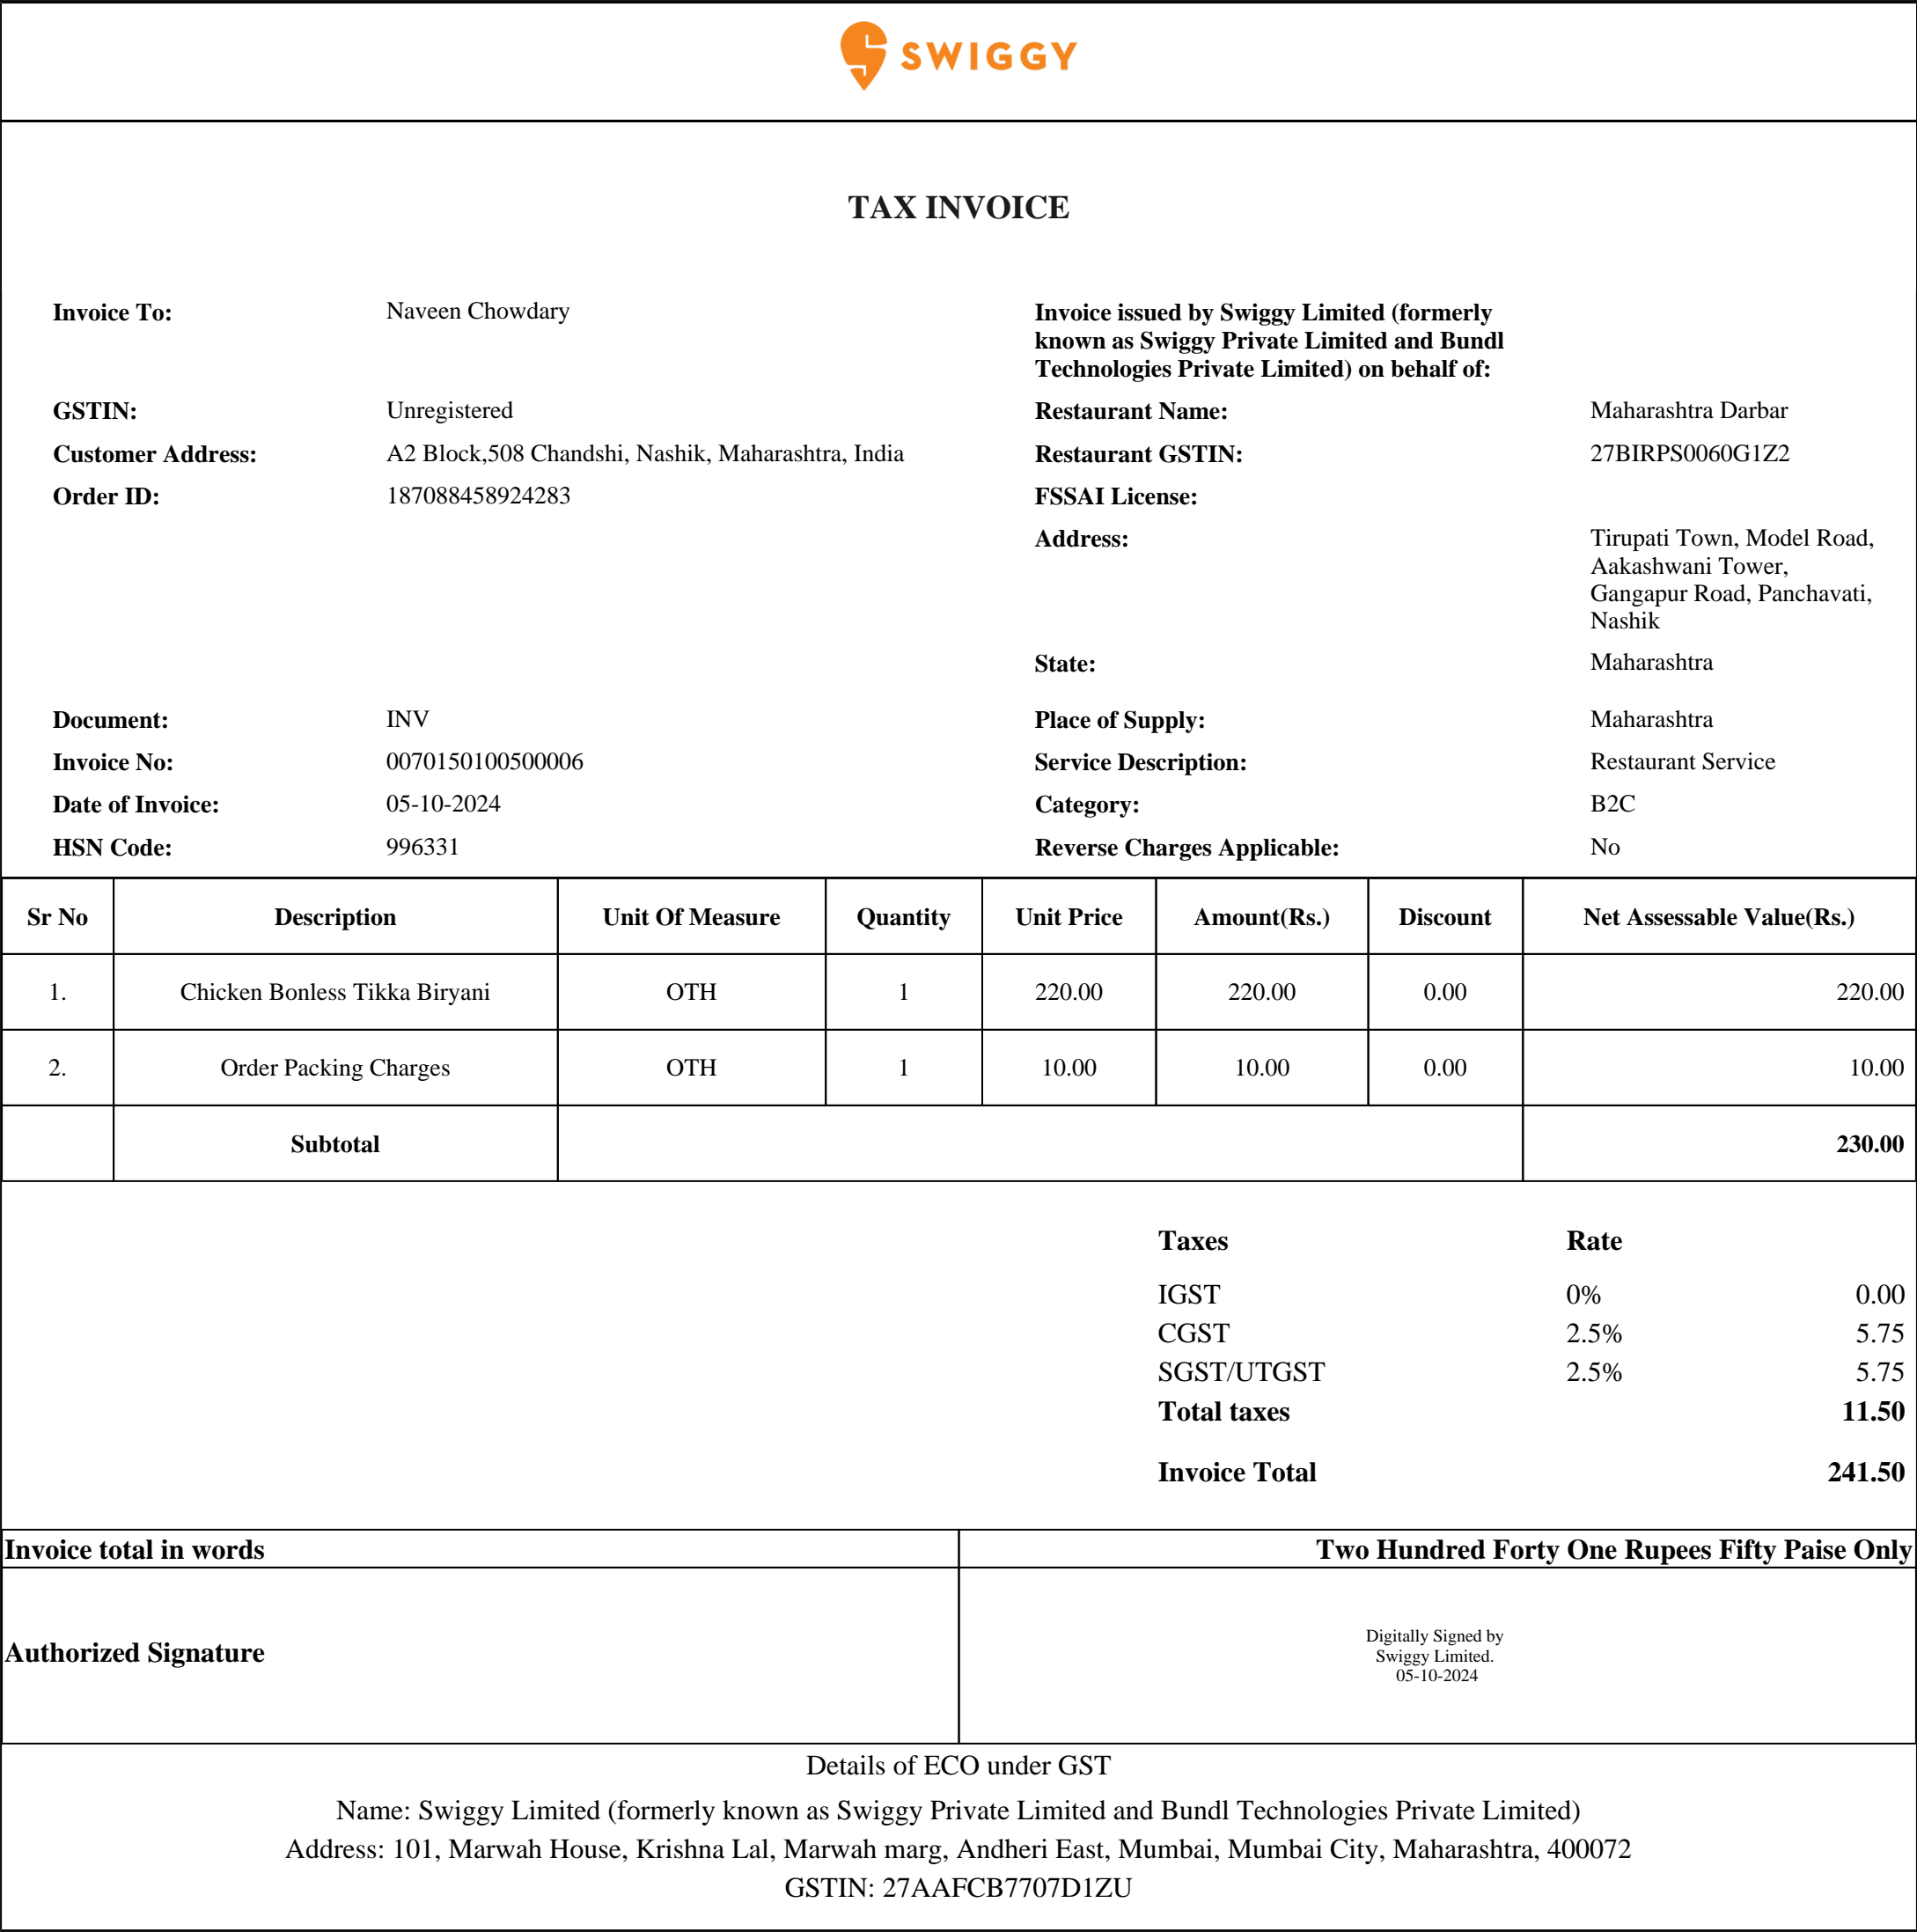 SWIGGY
TAX INVOICE
Invoice To: Naveen Chowdary
Invoice issued by Swiggy Limited (formerly
known as Swiggy Private Limited and Bundl
Technologies Private Limited) on behalf of:
GSTIN: Unregistered Restaurant Name: Maharashtra Darbar
Customer Address: A2 Block,508 Chandshi, Nashik, Maharashtra, India Restaurant GSTIN: 27BIRPS0060G1Z2
Order ID: 187088458924283 FSSAI License:
Address: Tirupati Town, Model Road,
Aakashwani Tower,
Gangapur Road, Panchavati,
Nashik
State: Maharashtra
Document: INV Place of Supply: Maharashtra
Invoice No: 0070150100500006 Service Description: Restaurant Service
Date of Invoice: 05-10-2024 Category: B2C
HSN Code: 996331 Reverse Charges Applicable: No
Sr No Description Unit Of Measure Quantity Unit Price Amount(Rs.) Discount Net Assessable Value(Rs.)
1. Chicken Bonless Tikka Biryani OTH 1 220.00 220.00 0.00 220.00
2. Order Packing Charges OTH 1 10.00 10.00 0.00 10.00
Subtotal 230.00
Taxes Rate
IGST 0% 0.00
CGST 2.5% 5.75
SGST/UTGST 2.5% 5.75
Total taxes 11.50
Invoice Total 241.50
Invoice total in words Two Hundred Forty One Rupees Fifty Paise Only
Authorized Signature
Digitally Signed by
Swiggy Limited.
05-10-2024
Details of ECO under GST
Name: Swiggy Limited (formerly known as Swiggy Private Limited and Bundl Technologies Private Limited)
Address: 101, Marwah House, Krishna Lal, Marwah marg, Andheri East, Mumbai, Mumbai City, Maharashtra, 400072
GSTIN: 27AAFCB7707D1ZU